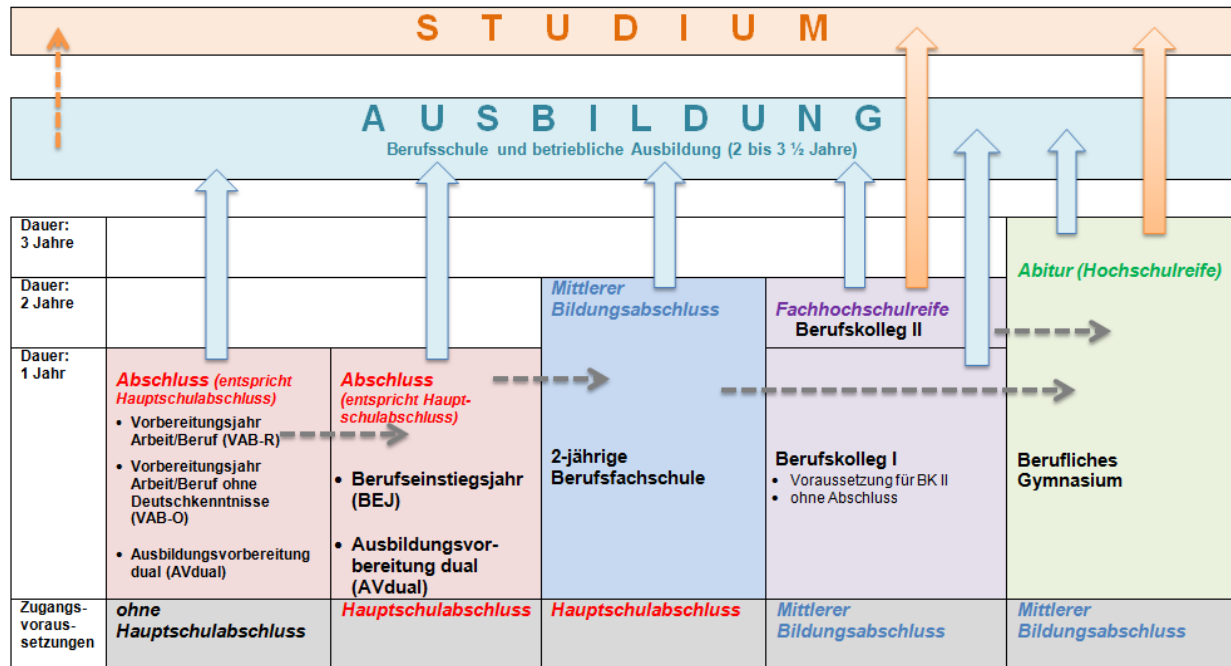 STUDIUM
AUSBILDUNG
Berufsschule und betriebliche Ausbildung (2 bis 3 ½ Jahre)
Dauer:
3 Jahre
Abitur (Hochschulreife)
Dauer:
2 Jahre
Mittlerer
Bildungsabschluss
Fachhochschulreife
Berufskolleg II
Dauer:
1 Jahr
Abschluss (entspricht
Hauptschulabschluss)
• Vorbereitungsjahr
Arbeit/Beruf (VAB-R)
• Vorbereitungsjahr
Arbeit/Beruf ohne
Deutschkenntnisse
(VAB-O)
• Ausbildungsvorbereitung
dual (AVdual)
Abschluss
(entspricht Haupt-
schulabschluss)
• Berufseinstiegsjahr
(BEJ)
• Ausbildungsvor-
bereitung dual
(AVdual)
2-jährige
Berufsfachschule
Berufskolleg I
• Voraussetzung für BK II
• ohne Abschluss
Berufliches
Gymnasium
Zugangs-
voraus-
setzungen
ohne
Hauptschulabschluss
Hauptschulabschluss
Hauptschulabschluss
Mittlerer
Bildungsabschluss
Mittlerer
Bildungsabschluss